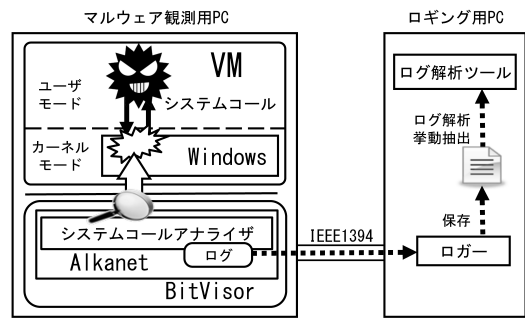 マルウェア観測用PC
ロギング用PC
VM
ユーザ
モード
システムコール
カーネル
モード
Windows
システムコールアナライザ
ログ
Alkanet
BitVisor
IEEE1394
ログ解析ツール
ログ解析
挙動抽出
保存
ロガー